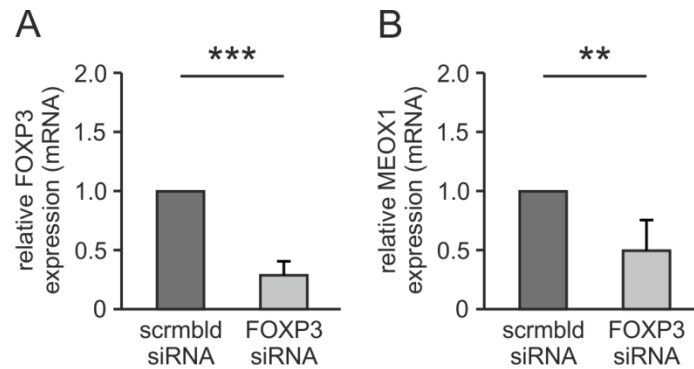 A
***
relative FOXP3
expression (mRNA)
2.0
1.5
1.0
0.5
0
scrmbld
siRNA
FOXP3
siRNA
B
**
relative MEOX1
expression (mRNA)
2.0
1.5
1.0
0.5
0
scrmbld
siRNA
FOXP3
siRNA